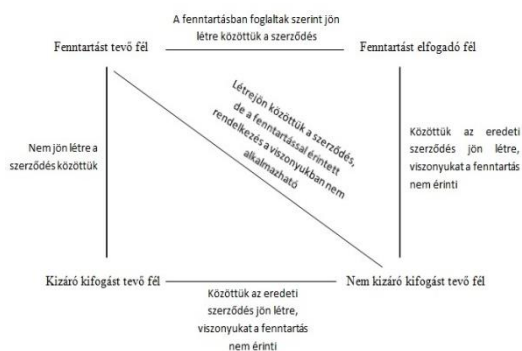 A fenntartásban foglaltak szerint jön
létre közöttük a szerződés
Fenntartást tevő fél
Fenntartást elfogadó fél
Létrejön közöttük a szerződés,
de a fenntartással érintett
rendelkezés a viszonyukban nem
alkalmazható
Nem jön létre a
szerződés közöttük
Közöttük az eredeti
szerződés jön létre,
viszonyukat a fenntartás
nem érinti
Kizáró kifogást tevő fél
Nem kizáró kifogást tevő fél
Közöttük az eredeti
szerződés jön létre,
viszonyukat a fenntartás
nem érinti